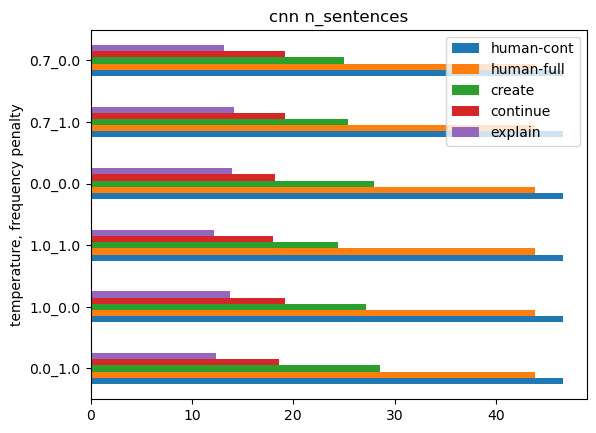 cnn n_sentences
human-cont
human-full
create
continue
explain
temperature, frequency penalty
0.7_0.0
0.7_1.0
0.0_0.0
1.0_1.0
1.0_0.0
0.0_1.0
0 10 20 30 40